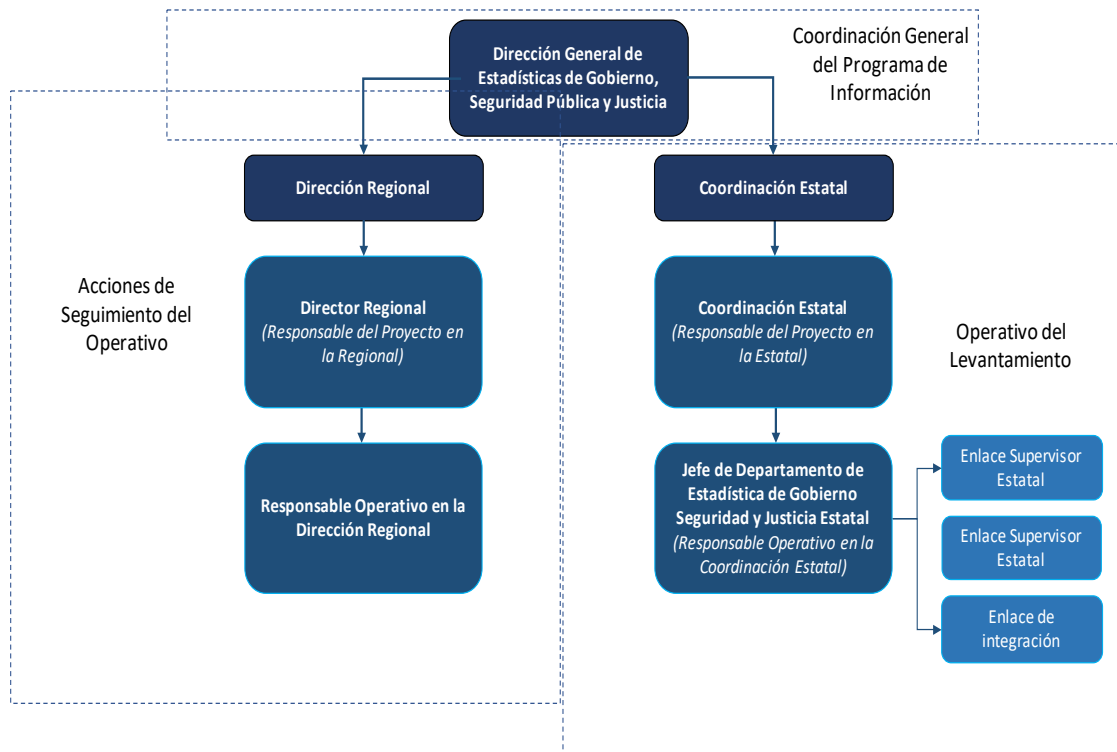 Dirección General de
Estadísticas de Gobierno,
Seguridad Pública y Justicia
Coordinación General
del Programa de
Información
Dirección Regional
Coordinación Estatal
Acciones de
Seguimiento del
Operativo
Director Regional
(Responsable del Proyecto en
la Regional)
Coordinación Estatal
(Responsable del Proyecto en
la Estatal)
Operativo del
Levantamiento
Responsable Operativo en la
Dirección Regional
Jefe de Departamento de
Estadística de Gobierno
Seguridad y Justicia Estatal
(Responsable Operativo en la
Coordinación Estatal)
Enlace Supervisor
Estatal
Enlace Supervisor
Estatal
Enlace de
integración